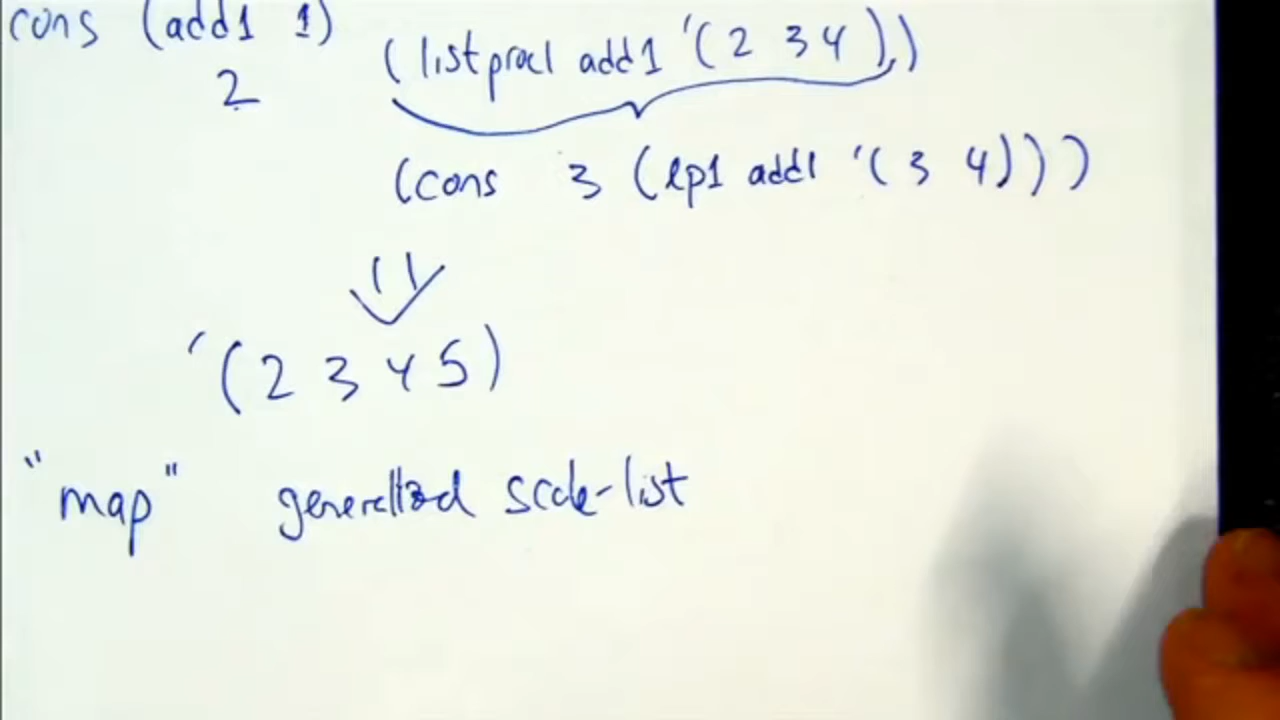 cons (add1 1) (listproc1 add1 '(2 3 4)))
2
(cons 3 (lp1 add1 '(3 4)))
'(2 3 4 5)
"map" generalized scale-list